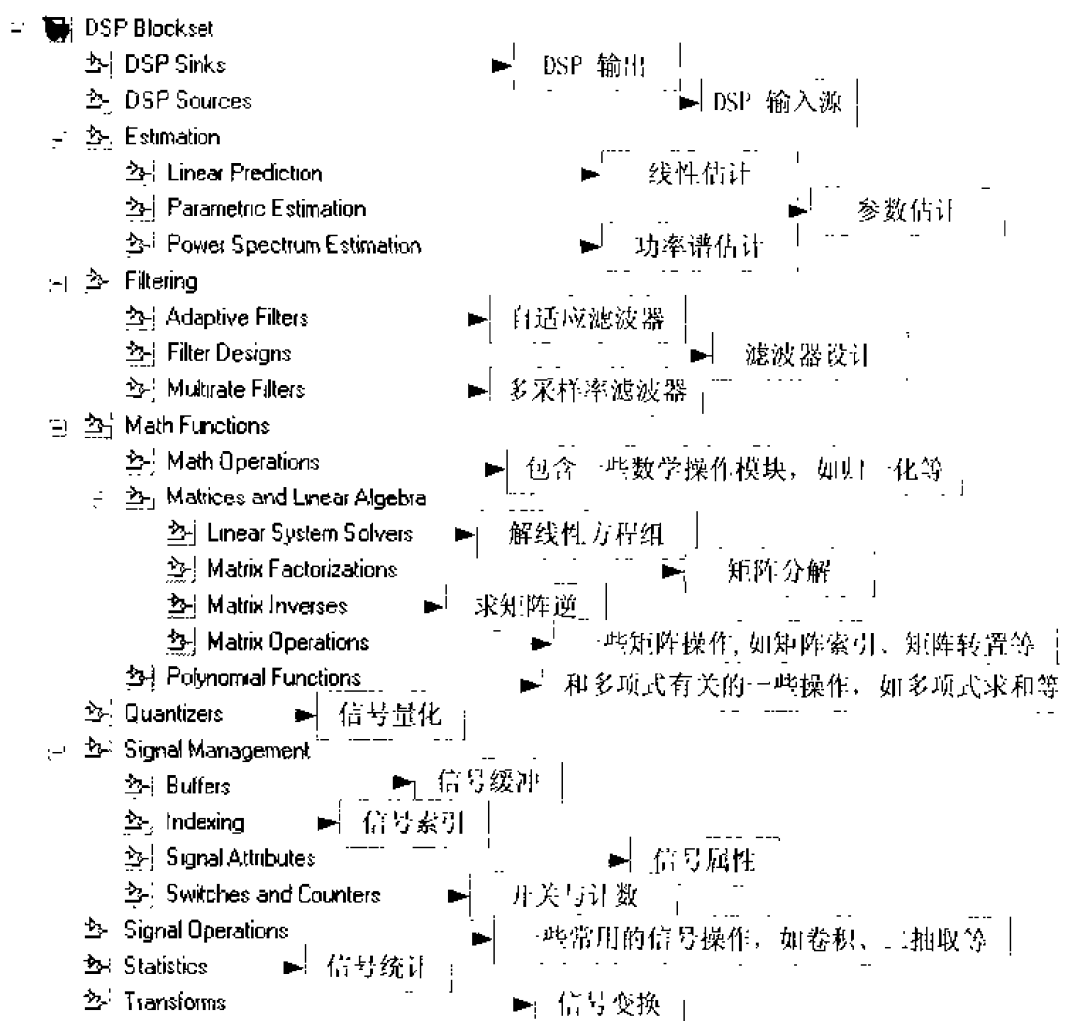 DSP Blockset
DSP Sinks DSP 输出
DSP Sources DSP 输入源
Estimation
Linear Prediction 线性估计
Parametric Estimation 参数估计
Power Spectrum Estimation 功率谱估计
Filtering
Adaptive Filters 自适应滤波器
Filter Designs 滤波器设计
Multirate Filters 多采样率滤波器
Math Functions
Math Operations 包含一些数学操作模块，如归一化等
Matrices and Linear Algebra
Linear System Solvers 解线性方程组
Matrix Factorizations 矩阵分解
Matrix Inverses 求矩阵逆
Matrix Operations 一些矩阵操作，如矩阵索引、矩阵转置等
Polynomial Functions 和多项式有关的一些操作，如多项式求和等
Quantizers 信号量化
Signal Management
Buffers 信号缓冲
Indexing 信号索引
Signal Attributes 信号属性
Switches and Counters 开关与计数
Signal Operations 一些常用的信号操作，如卷积、抽取等
Statistics 信号统计
Transforms 信号变换